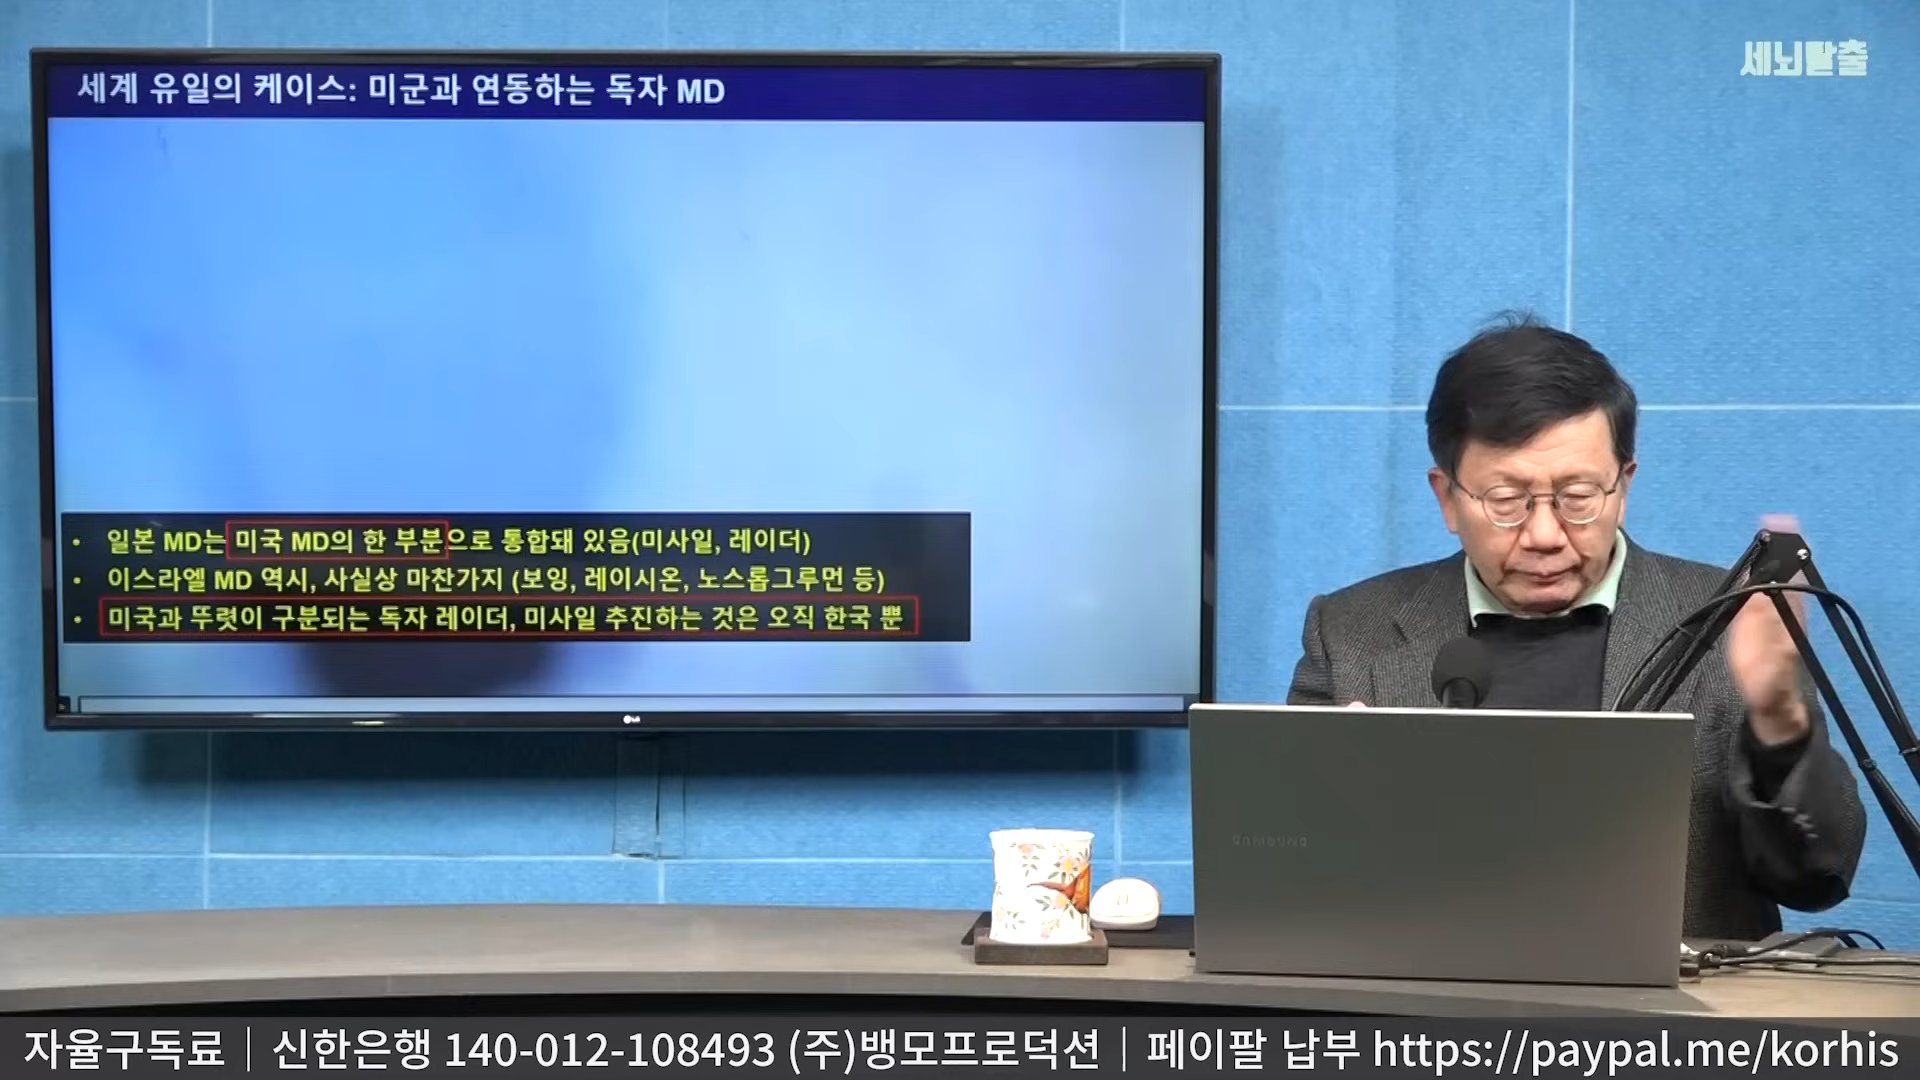 세뇌탈출
세계 유일의 케이스: 미군과 연동하는 독자 MD
• 일본 MD는 미국 MD의 한 부분으로 통합돼 있음(미사일, 레이더)
• 이스라엘 MD 역시, 사실상 마찬가지 (보잉, 레이시온, 노스롭그루먼 등)
• 미국과 뚜렷이 구분되는 독자 레이더, 미사일 추진하는 것은 오직 한국 뿐
LG
SAMSUNG
자율구독료｜신한은행 140-012-108493 (주)뱅모프로덕션｜페이팔 납부 https://paypal.me/korhis